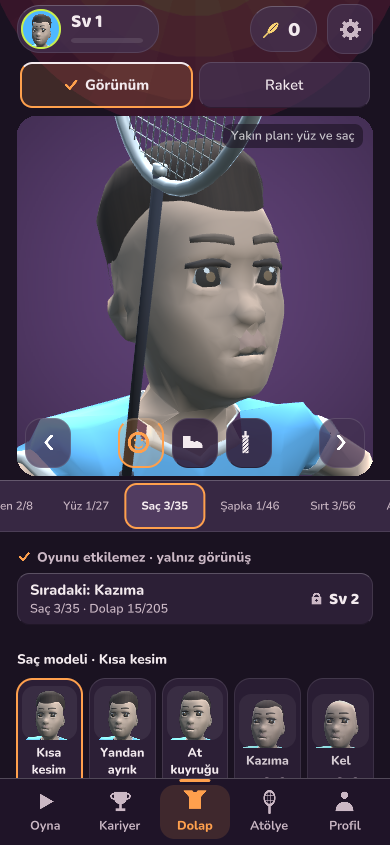 Sv 1
0
Görünüm
Raket
Yakın plan: yüz ve saç
en 2/8
Yüz 1/27
Saç 3/35
Şapka 1/46
Sırt 3/56
Oyunu etkilemez · yalnız görünüş
Sıradaki: Kazıma
Saç 3/35 · Dolap 15/205
Sv 2
Saç modeli · Kısa kesim
Kısa kesim
Yandan ayrık
At kuyruğu
Kazıma
Kel
Oyna
Kariyer
Dolap
Atölye
Profil